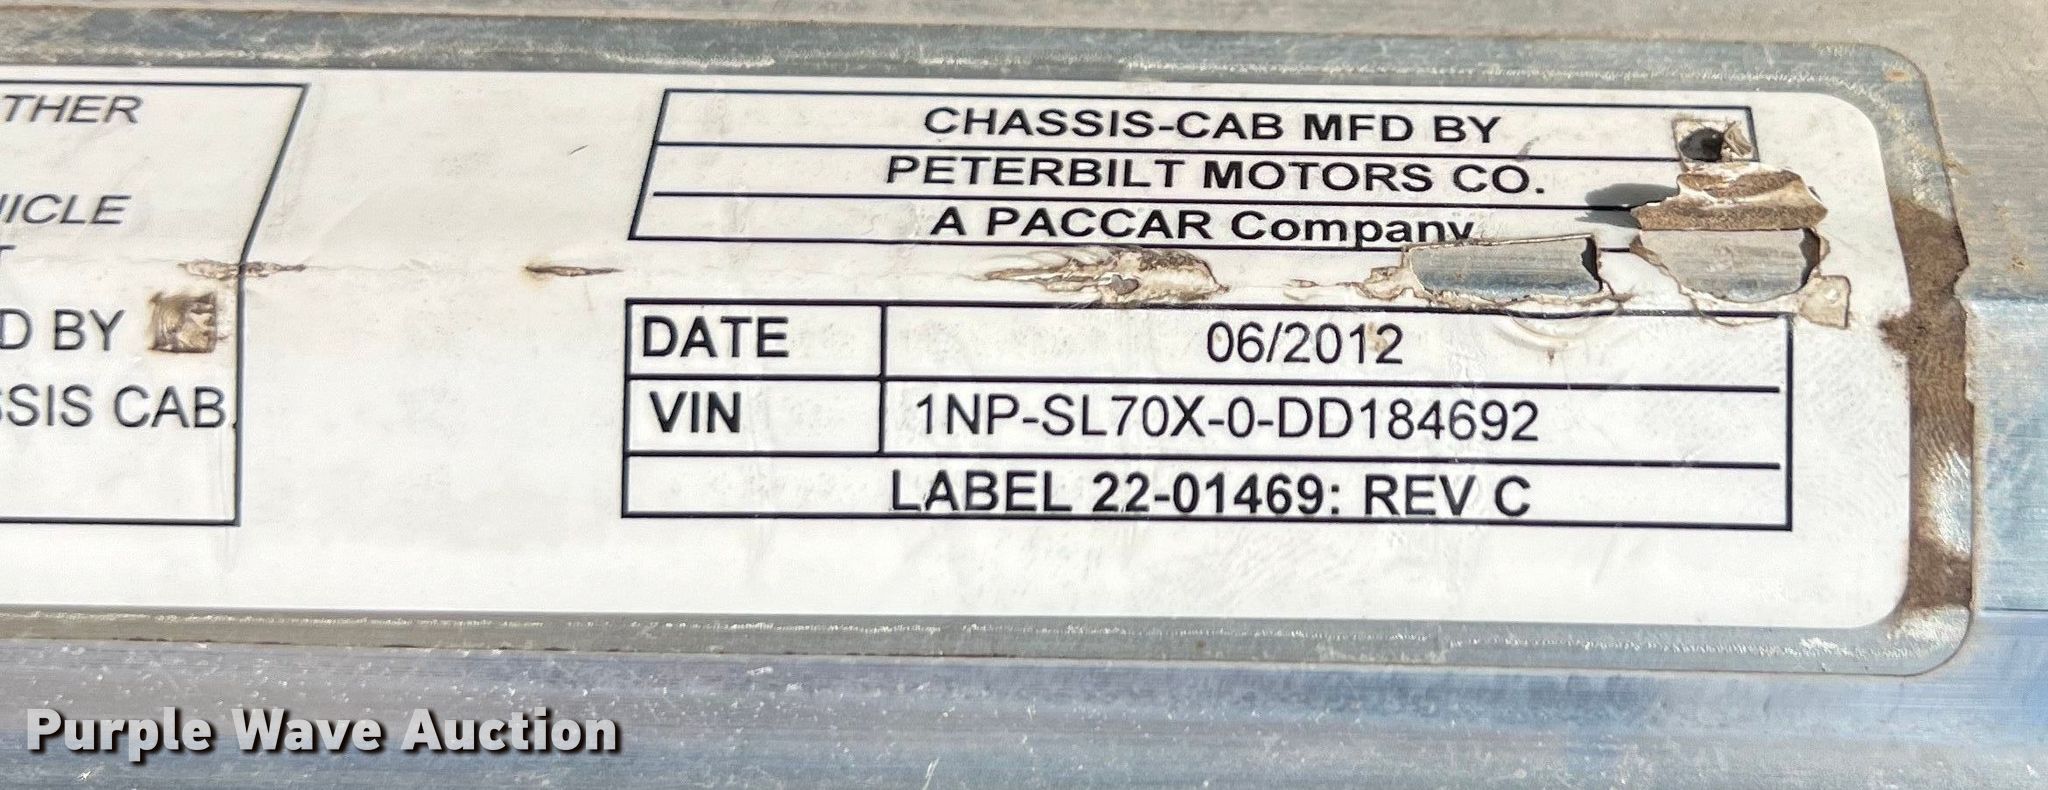 THER
CHASSIS-CAB MFD BY
PETERBILT MOTORS CO.
HICLE
A PACCAR Company
T
D BY
DATE 06/2012
SSIS CAB.
VIN 1NP-SL70X-0-DD184692
LABEL 22-01469: REV C
Purple Wave Auction